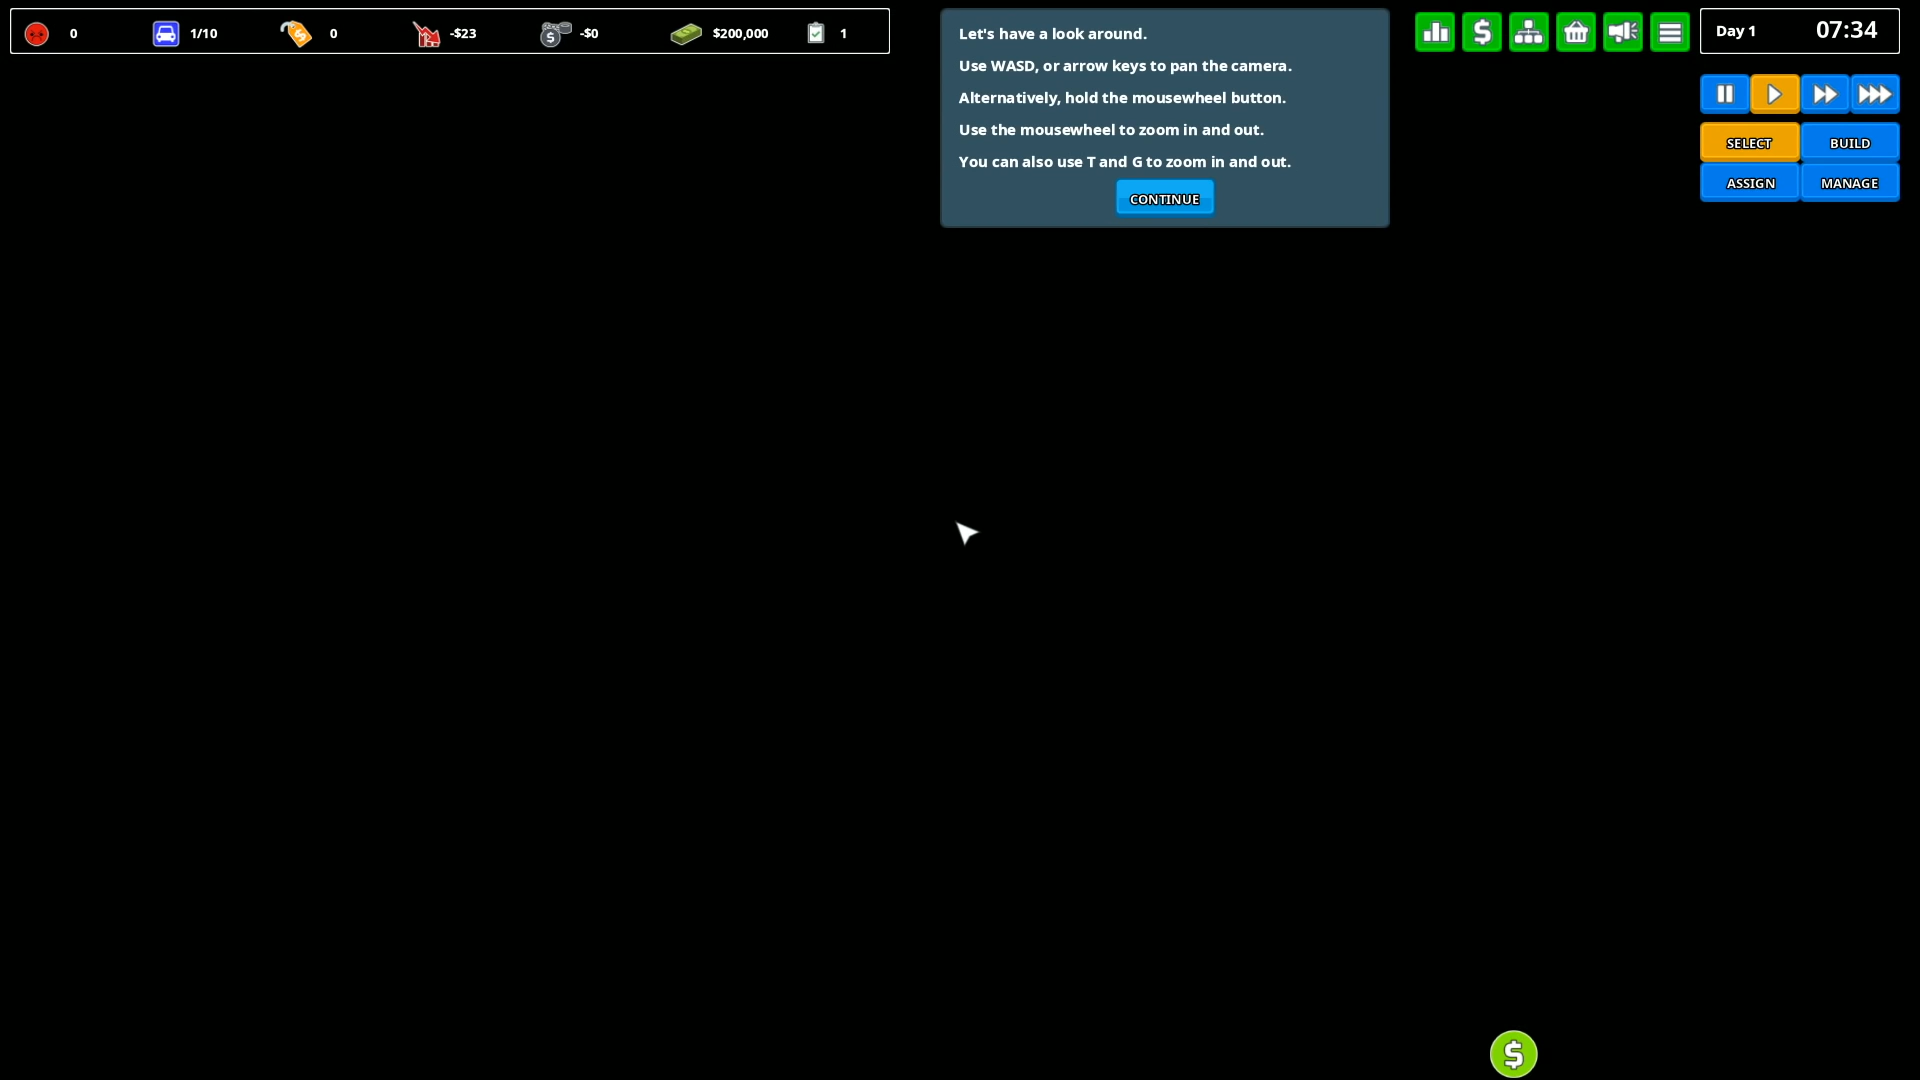 0
1/10
0
-$23
-$0
$200,000
1
Let's have a look around.
Use WASD, or arrow keys to pan the camera.
Alternatively, hold the mousewheel button.
Use the mousewheel to zoom in and out.
You can also use T and G to zoom in and out.
CONTINUE
Day 1
07:34
SELECT
BUILD
ASSIGN
MANAGE